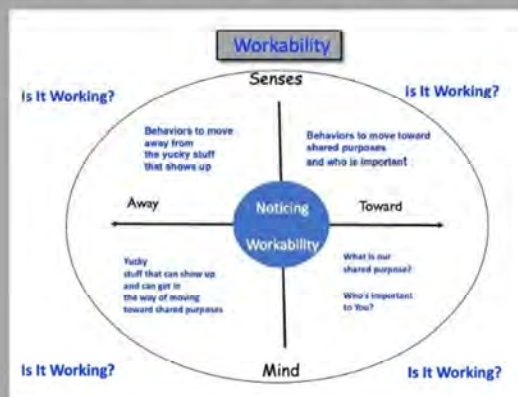 Workability
Senses
Is It Working?
Is It Working?
Behaviors to move
away from
the yucky stuff
that shows up
Behaviors to move toward
shared purposes
and who is important
Away
Noticing
Workability
Toward
Yucky
stuff that can show up
and can get in
the way of moving
toward shared purposes
What is our
shared purpose?
Who's important
to You?
Is It Working?
Mind
Is It Working?